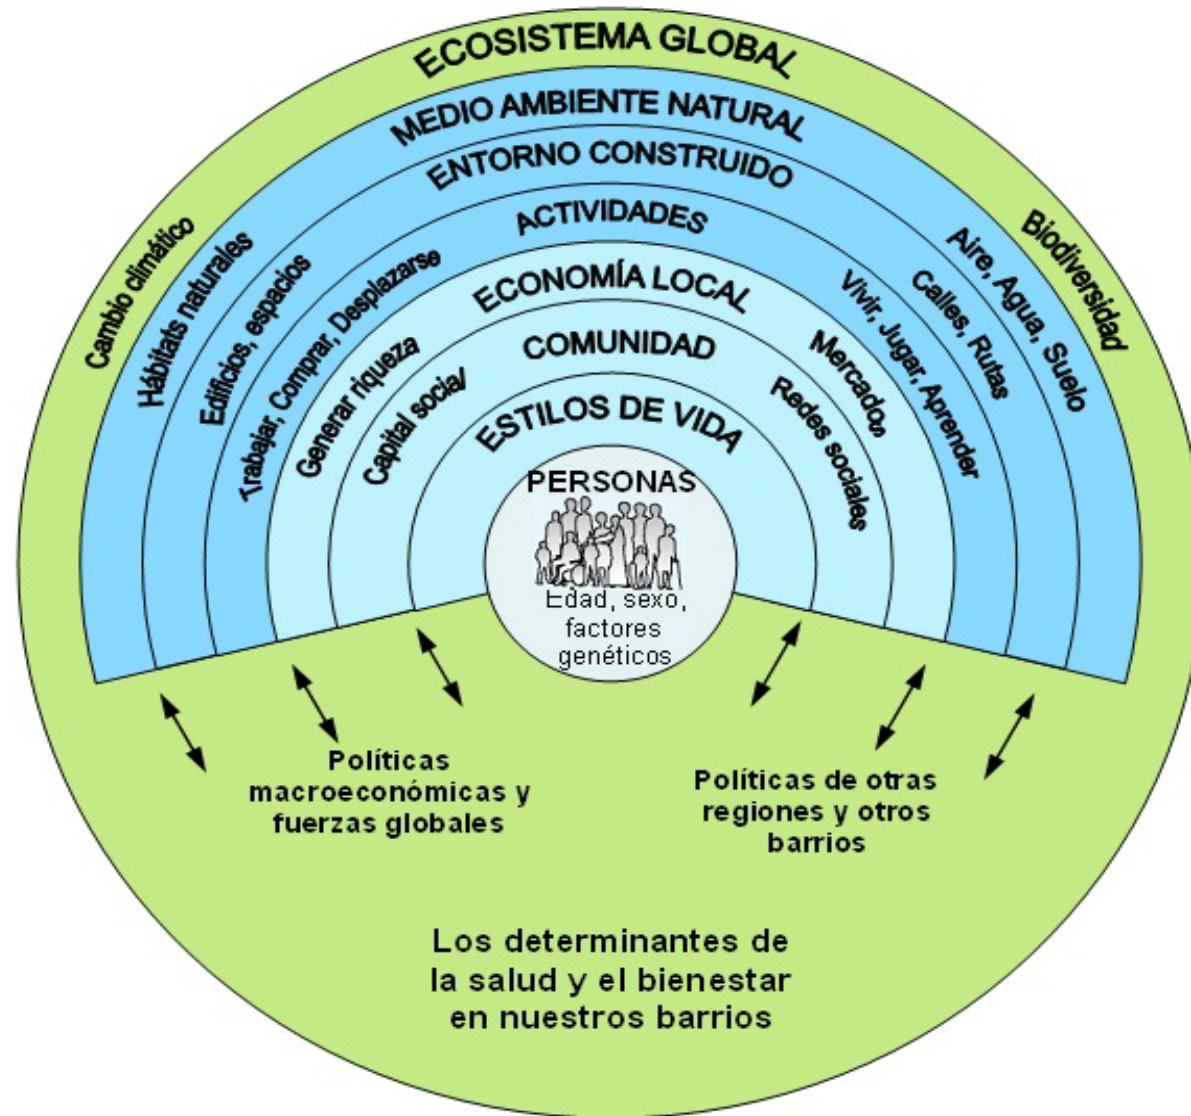 ECOSISTEMA GLOBAL
Cambio climático
Biodiversidad
MEDIO AMBIENTE NATURAL
Hábitats naturales
Aire, Agua, Suelo
ENTORNO CONSTRUIDO
Edificios, espacios
Calles, Rutas
ACTIVIDADES
Trabajar, Comprar, Desplazarse
Vivir, Jugar, Aprender
ECONOMÍA LOCAL
Generar riqueza
Mercados
COMUNIDAD
Capital social
Redes sociales
ESTILOS DE VIDA
PERSONAS
Edad, sexo,
factores
genéticos
Políticas
macroeconómicas y
fuerzas globales
Políticas de otras
regiones y otros
barrios
Los determinantes de
la salud y el bienestar
en nuestros barrios